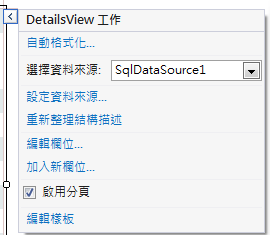 DetailsView 工作
自動格式化...
選擇資料來源: SqlDataSource1
設定資料來源...
重新整理結構描述
編輯欄位...
加入新欄位...
啟用分頁
編輯樣板